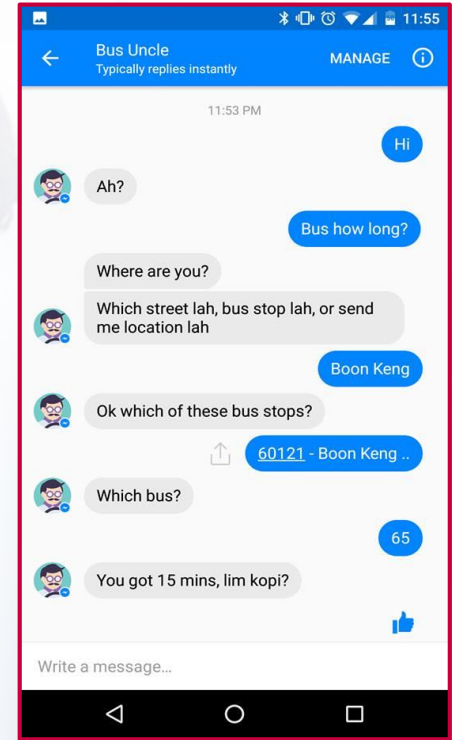 11:55
Bus Uncle
Typically replies instantly
MANAGE
11:53 PM
Hi
Ah?
Bus how long?
Where are you?
Which street lah, bus stop lah, or send
me location lah
Boon Keng
Ok which of these bus stops?
60121 - Boon Keng ..
Which bus?
65
You got 15 mins, lim kopi?
Write a message...